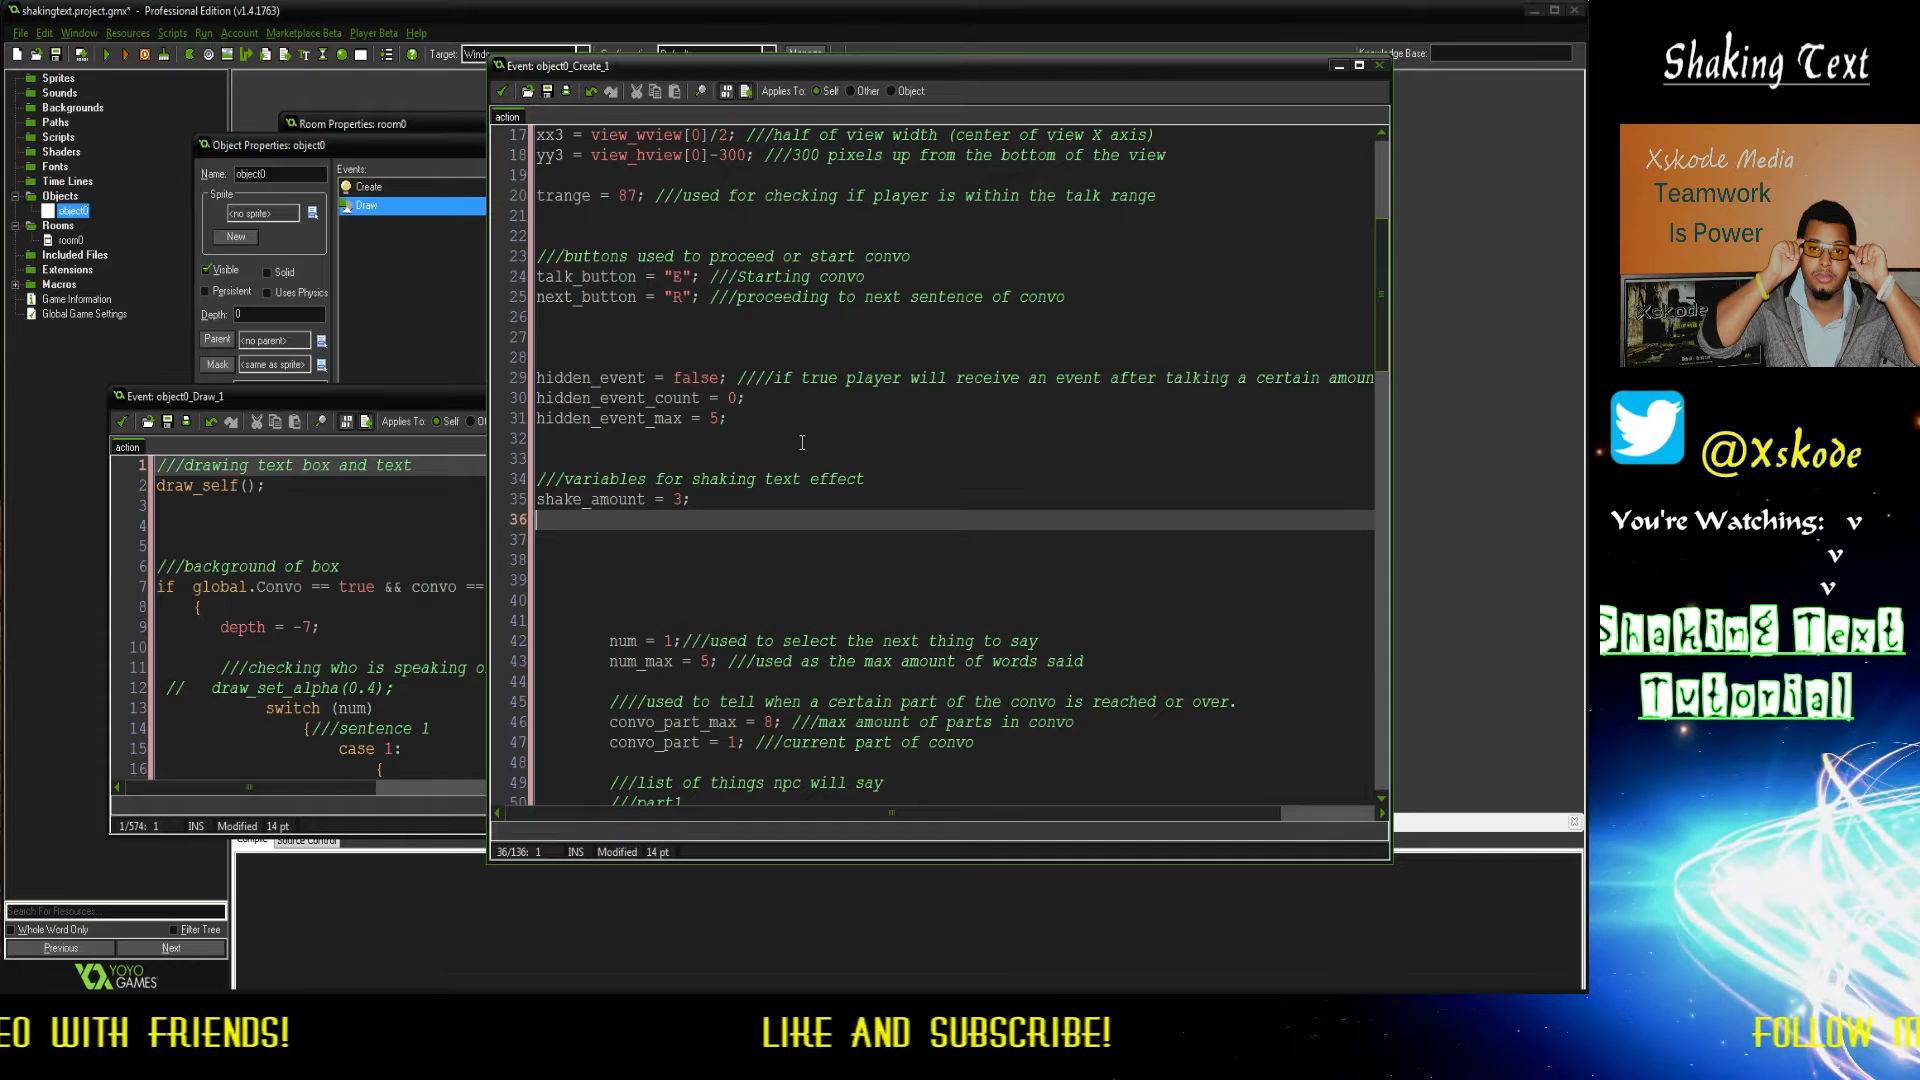 shakingtext.project.gmx* - Professional Edition (v1.4.1763)
File Edit Window Resources Scripts Run Account Marketplace Beta Player Beta Help
Target:
Knowledge Base:
Sprites
Sounds
Backgrounds
Paths
Scripts
Shaders
Fonts
Time Lines
Objects
object0
Rooms
room0
Included Files
Extensions
Macros
Game Information
Global Game Settings
Search For Resources...
Whole Word Only Filter Tree
Previous Next
YOYO
GAMES
Room Properties: room0
Object Properties: object0
Name: object0
Sprite
<no sprite>
New
Visible Solid
Persistent Uses Physics
Depth: 0
Parent <no parent>
Mask <same as sprite>
Events:
Create
Draw
Event: object0_Draw_1
Applies To: Self
action
1 ///drawing text box and text
2 draw_self();
3
4
5
6 ///background of box
7 if global.Convo == true && convo ==
8 {
9 depth = -7;
10
11 ///checking who is speaking o
12 // draw_set_alpha(0.4);
13 switch (num)
14 {///sentence 1
15 case 1:
16 {
1/574: 1 INS Modified 14 pt
Event: object0_Create_1
Applies To: Self Other Object
action
17 xx3 = view_wview[0]/2; ///half of view width (center of view X axis)
18 yy3 = view_hview[0]-300; ///300 pixels up from the bottom of the view
19
20 trange = 87; ///used for checking if player is within the talk range
21
22
23 ///buttons used to proceed or start convo
24 talk_button = "E"; ///Starting convo
25 next_button = "R"; ///proceeding to next sentence of convo
26
27
28
29 hidden_event = false; ////if true player will receive an event after talking a certain amoun
30 hidden_event_count = 0;
31 hidden_event_max = 5;
32
33
34 ///variables for shaking text effect
35 shake_amount = 3;
36
37
38
39
40
41
42 num = 1;///used to select the next thing to say
43 num_max = 5; ///used as the max amount of words said
44
45 ////used to tell when a certain part of the convo is reached or over.
46 convo_part_max = 8; ///max amount of parts in convo
47 convo_part = 1; ///current part of convo
48
49 ///list of things npc will say
50 ///part1
36/136: 1 INS Modified 14 pt
Compile Source Control
Shaking Text
Xskode Media
Teamwork
Is Power
Xskode
@Xskode
You're Watching: v
v
v
Shaking Text
Tutorial
EO WITH FRIENDS!
LIKE AND SUBSCRIBE!
FOLLOW M